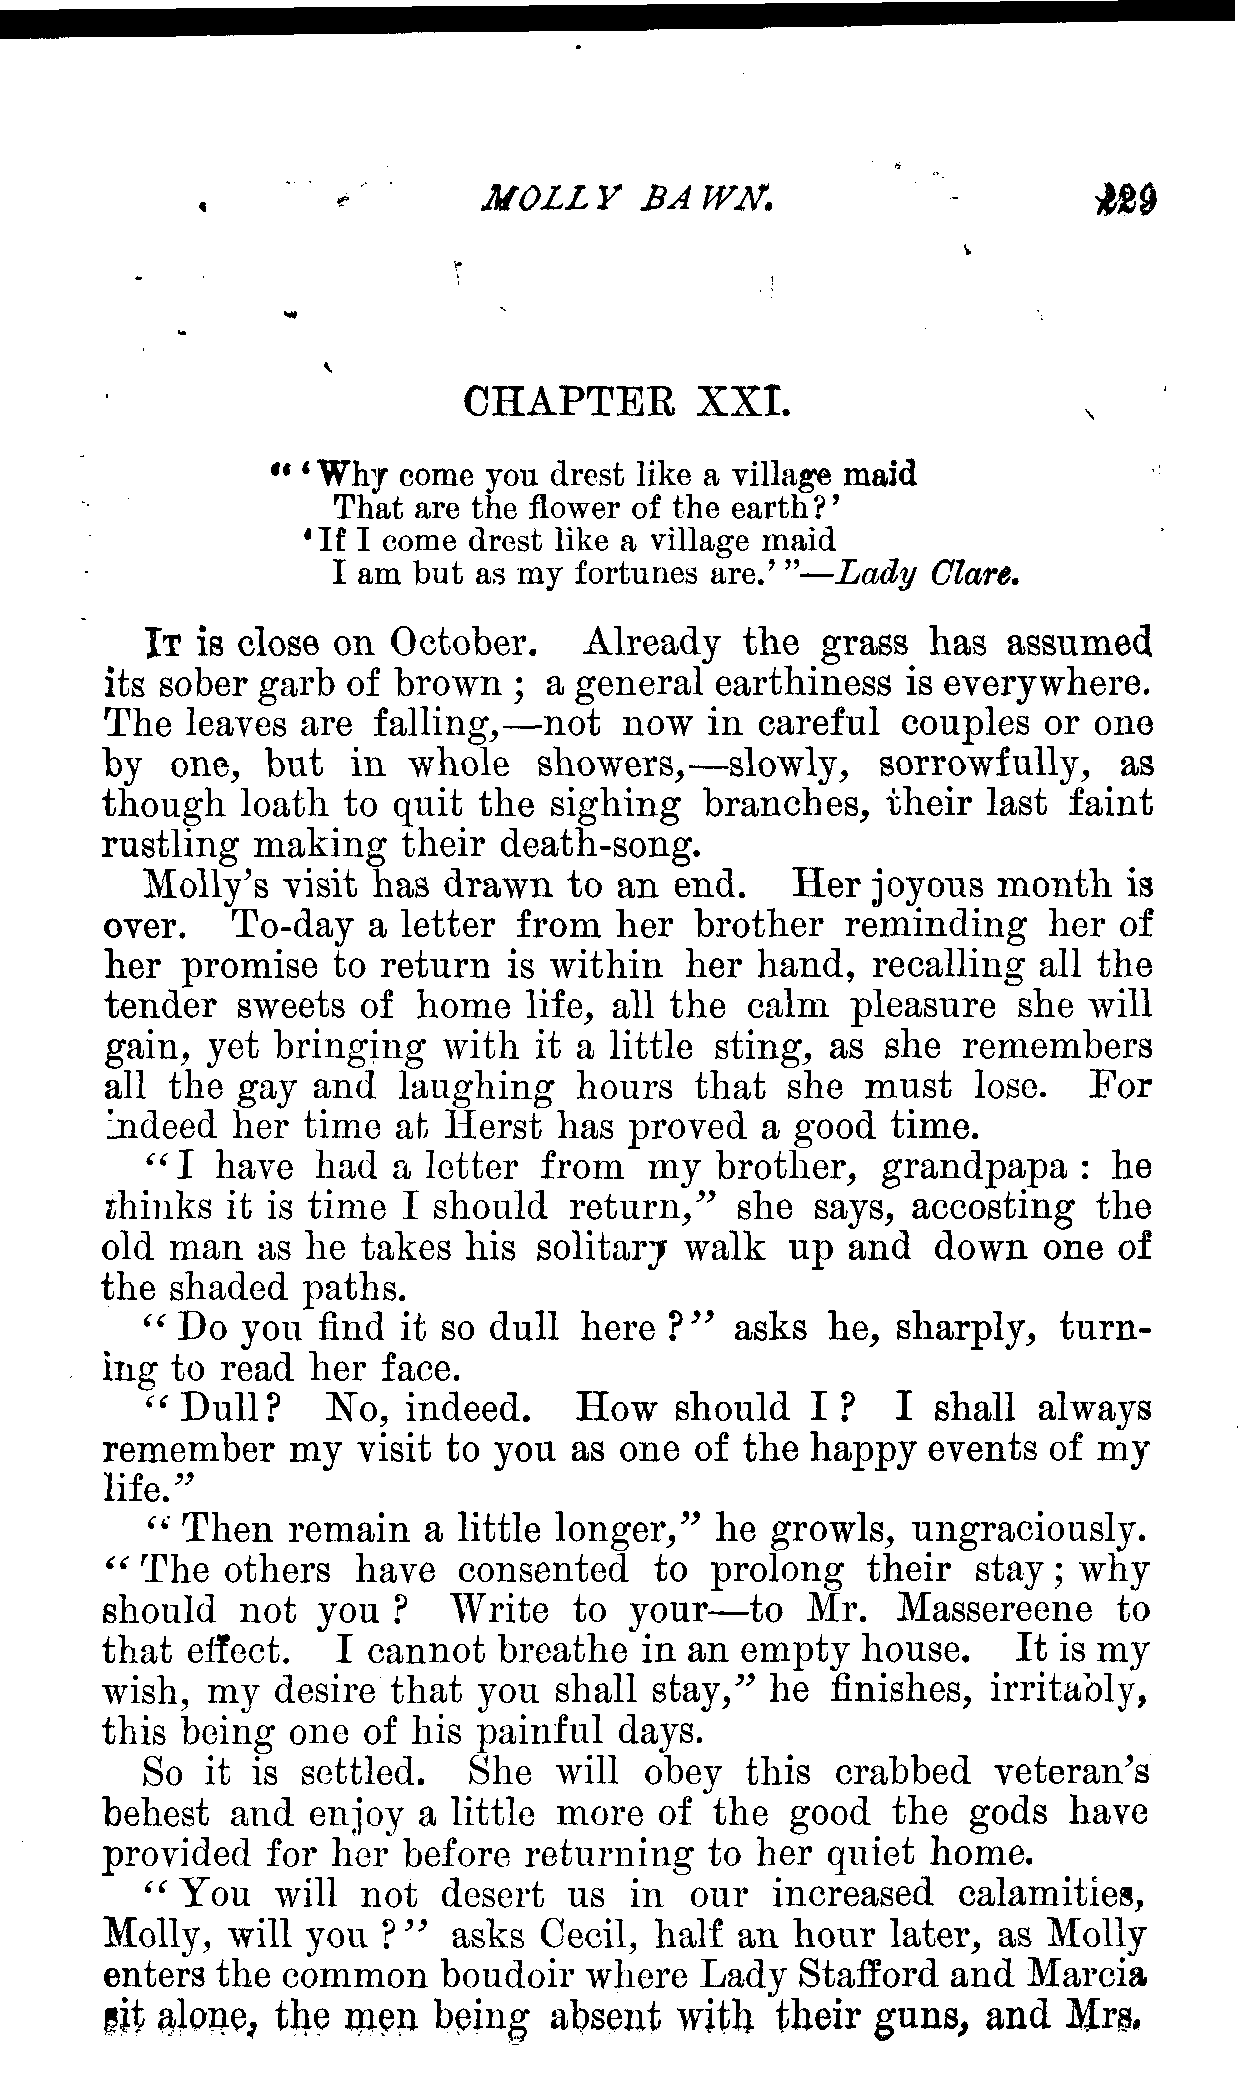 MOLLY BAWN. 229
CHAPTER XXI.
“‘Why come you drest like a village maid
That are the flower of the earth?’
‘If I come drest like a village maid
I am but as my fortunes are.’”—Lady Clare.
IT is close on October. Already the grass has assumed
its sober garb of brown; a general earthiness is everywhere.
The leaves are falling,—not now in careful couples or one
by one, but in whole showers,—slowly, sorrowfully, as
though loath to quit the sighing branches, their last faint
rustling making their death-song.
Molly’s visit has drawn to an end. Her joyous month is
over. To-day a letter from her brother reminding her of
her promise to return is within her hand, recalling all the
tender sweets of home life, all the calm pleasure she will
gain, yet bringing with it a little sting, as she remembers
all the gay and laughing hours that she must lose. For
indeed her time at Herst has proved a good time.
“I have had a letter from my brother, grandpapa: he
thinks it is time I should return,” she says, accosting the
old man as he takes his solitary walk up and down one of
the shaded paths.
“Do you find it so dull here?” asks he, sharply, turn-
ing to read her face.
“Dull? No, indeed. How should I? I shall always
remember my visit to you as one of the happy events of my
life.”
“Then remain a little longer,” he growls, ungraciously.
“The others have consented to prolong their stay; why
should not you? Write to your—to Mr. Massereene to
that effect. I cannot breathe in an empty house. It is my
wish, my desire that you shall stay,” he finishes, irritably,
this being one of his painful days.
So it is settled. She will obey this crabbed veteran’s
behest and enjoy a little more of the good the gods have
provided for her before returning to her quiet home.
“You will not desert us in our increased calamities,
Molly, will you?” asks Cecil, half an hour later, as Molly
enters the common boudoir where Lady Stafford and Marcia
sit alone, the men being absent with their guns, and Mrs.